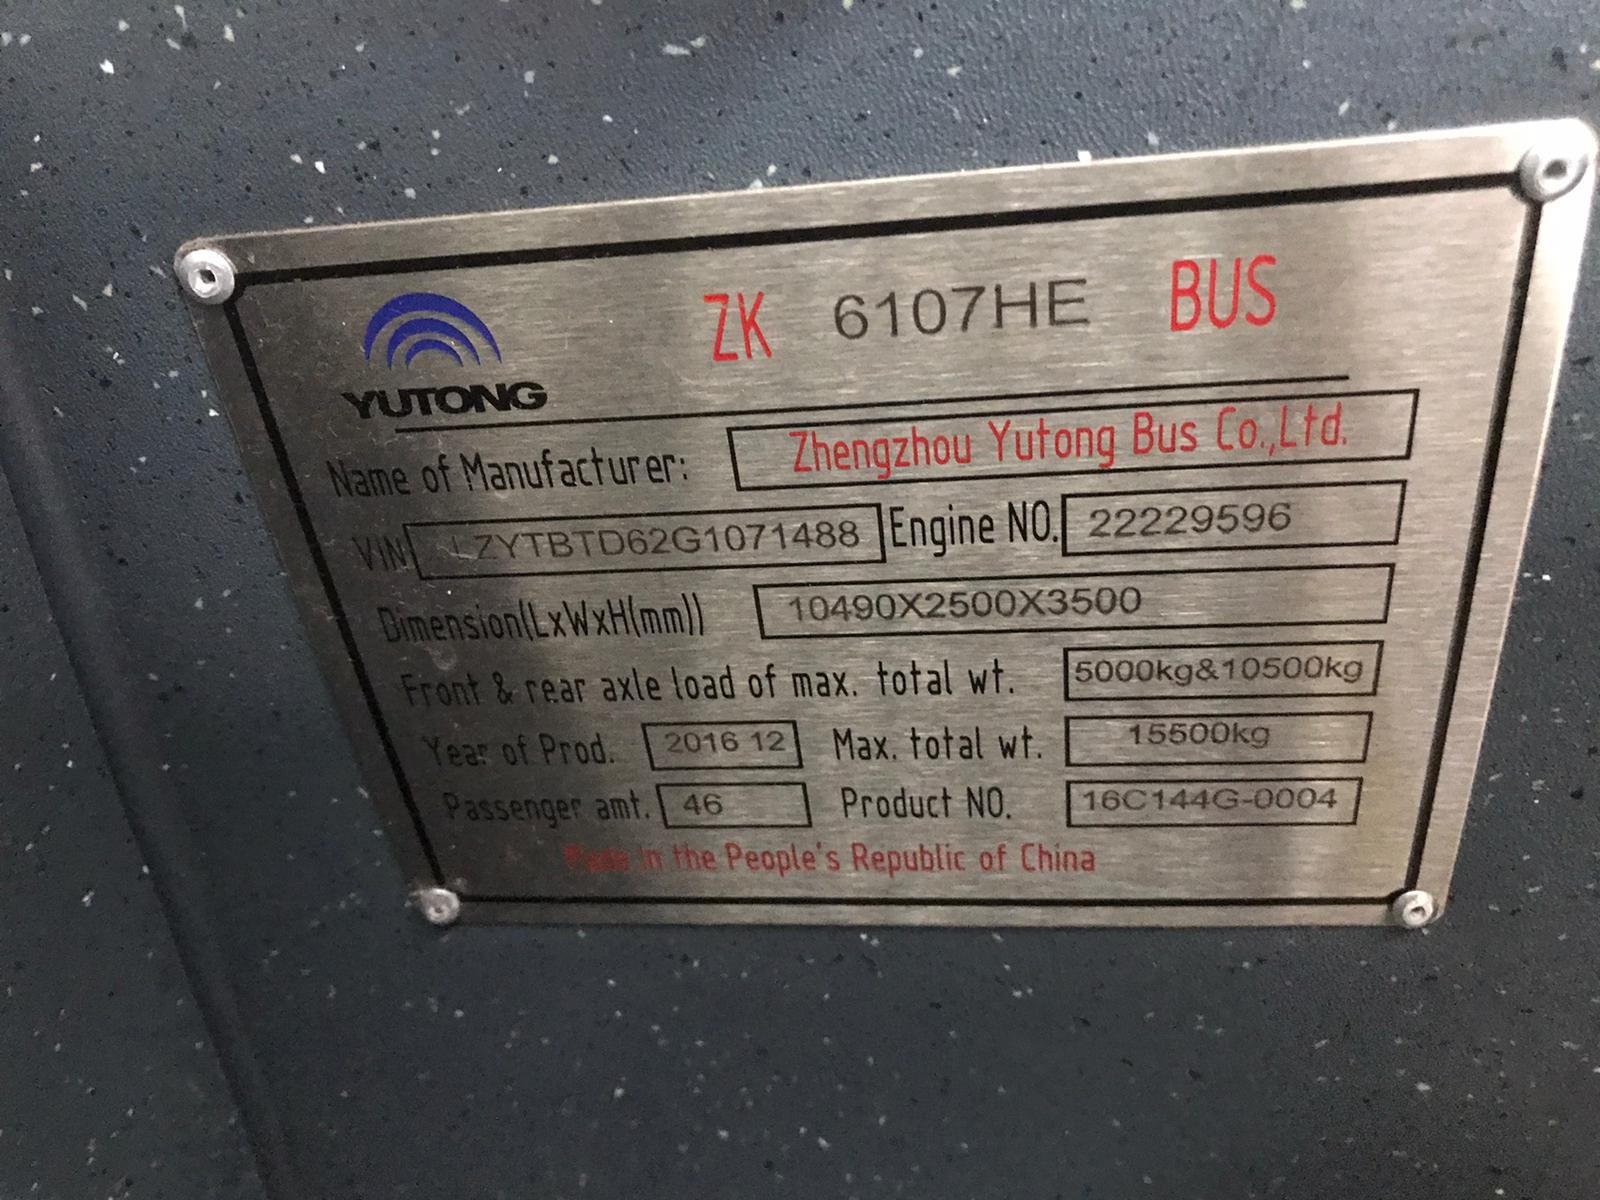 ZK 6107HE BUS
YUTONG
Name of Manufacturer: Zhengzhou Yutong Bus Co.,Ltd.
VIN LZYTBTD62G1071488 Engine NO. 22229596
Dimension(LxWxH(mm)) 10490X2500X3500
Front & rear axle load of max. total wt. 5000kg&10500kg
Year of Prod. 2016 12 Max. total wt. 15500kg
Passenger amt. 46 Product NO. 16C144G-0004
Made in the People's Republic of China